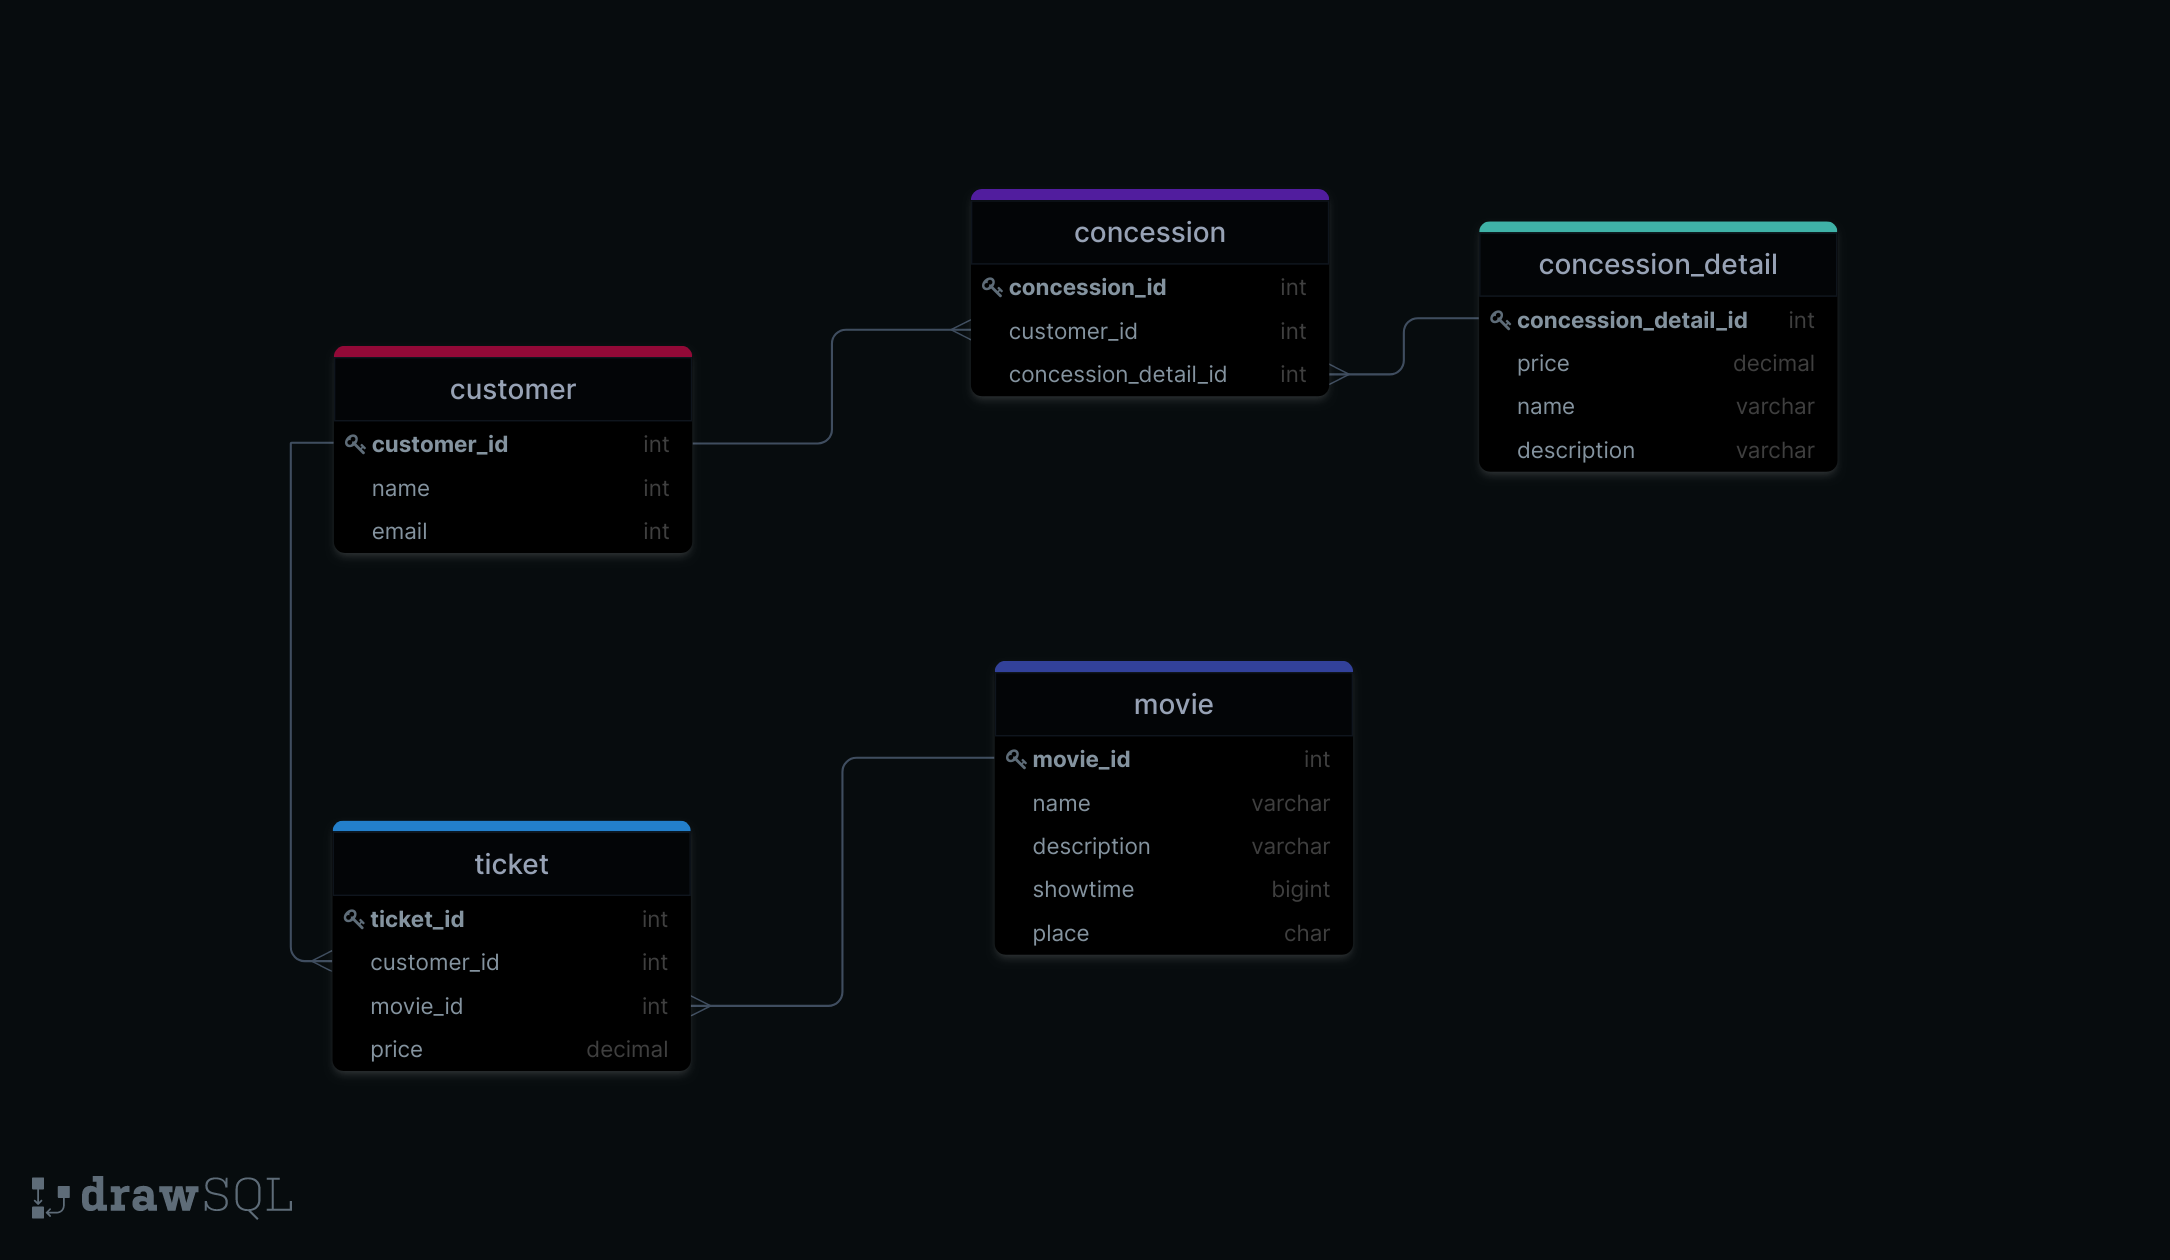 concession
concession_id int
customer_id int
concession_detail_id int
concession_detail
concession_detail_id int
price decimal
name varchar
description varchar
customer
customer_id int
name int
email int
movie
movie_id int
name varchar
description varchar
showtime bigint
place char
ticket
ticket_id int
customer_id int
movie_id int
price decimal
drawSQL